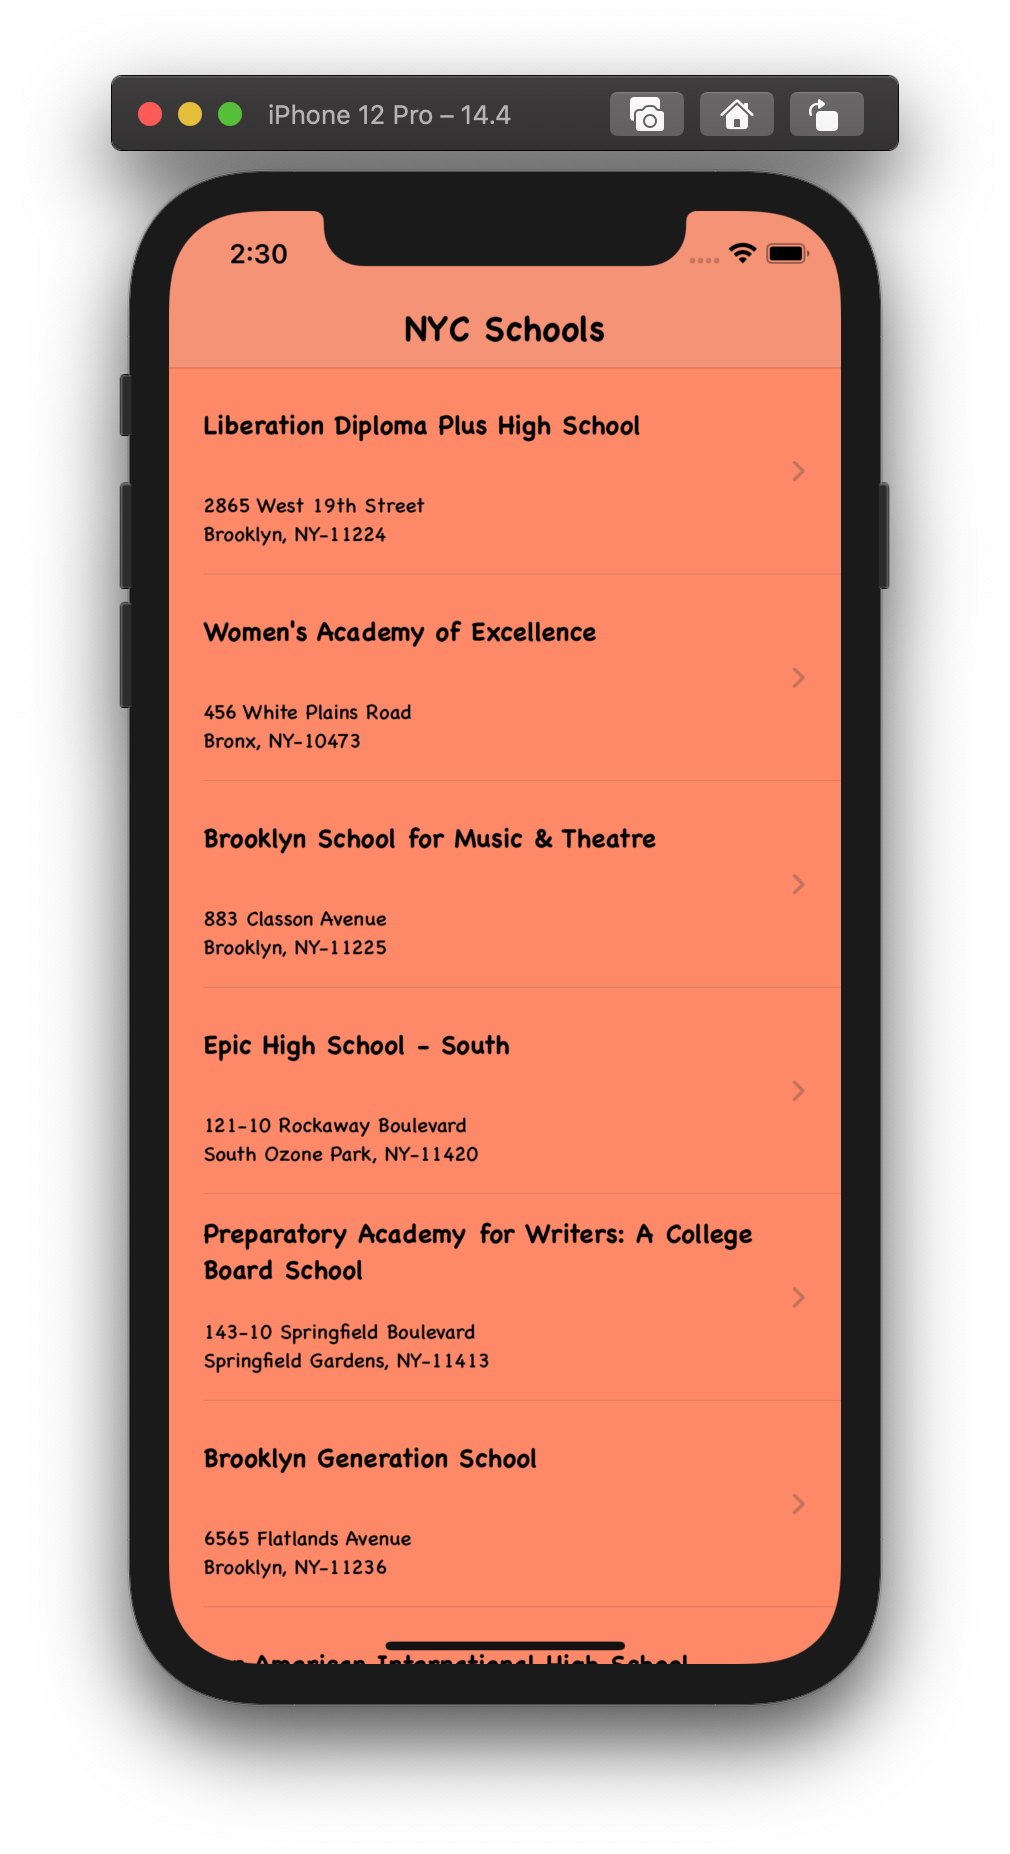 iPhone 12 Pro – 14.4
2:30
NYC Schools
Liberation Diploma Plus High School
2865 West 19th Street
Brooklyn, NY-11224
Women's Academy of Excellence
456 White Plains Road
Bronx, NY-10473
Brooklyn School for Music & Theatre
883 Classon Avenue
Brooklyn, NY-11225
Epic High School - South
121-10 Rockaway Boulevard
South Ozone Park, NY-11420
Preparatory Academy for Writers: A College
Board School
143-10 Springfield Boulevard
Springfield Gardens, NY-11413
Brooklyn Generation School
6565 Flatlands Avenue
Brooklyn, NY-11236
American International High School